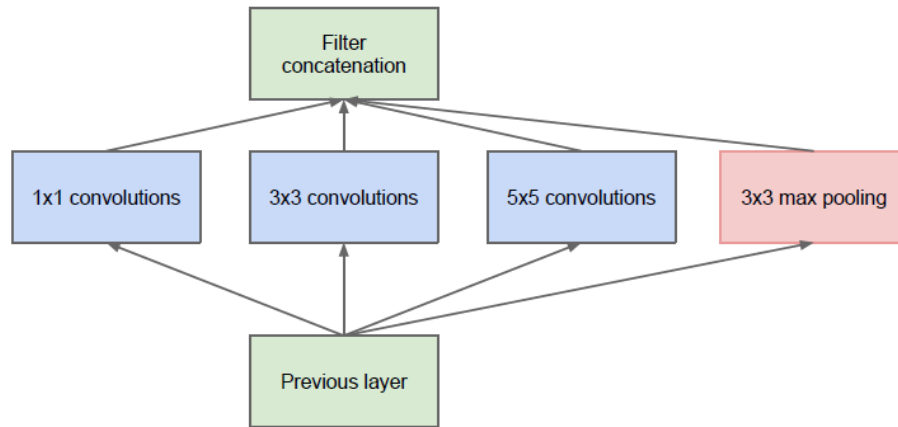 Filter
concatenation
1x1 convolutions
3x3 convolutions
5x5 convolutions
3x3 max pooling
Previous layer